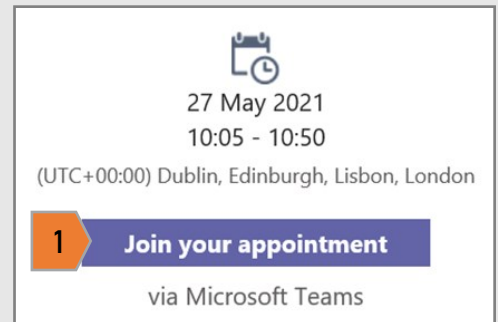 27 May 2021
10:05 - 10:50
(UTC+00:00) Dublin, Edinburgh, Lisbon, London
1 Join your appointment
via Microsoft Teams